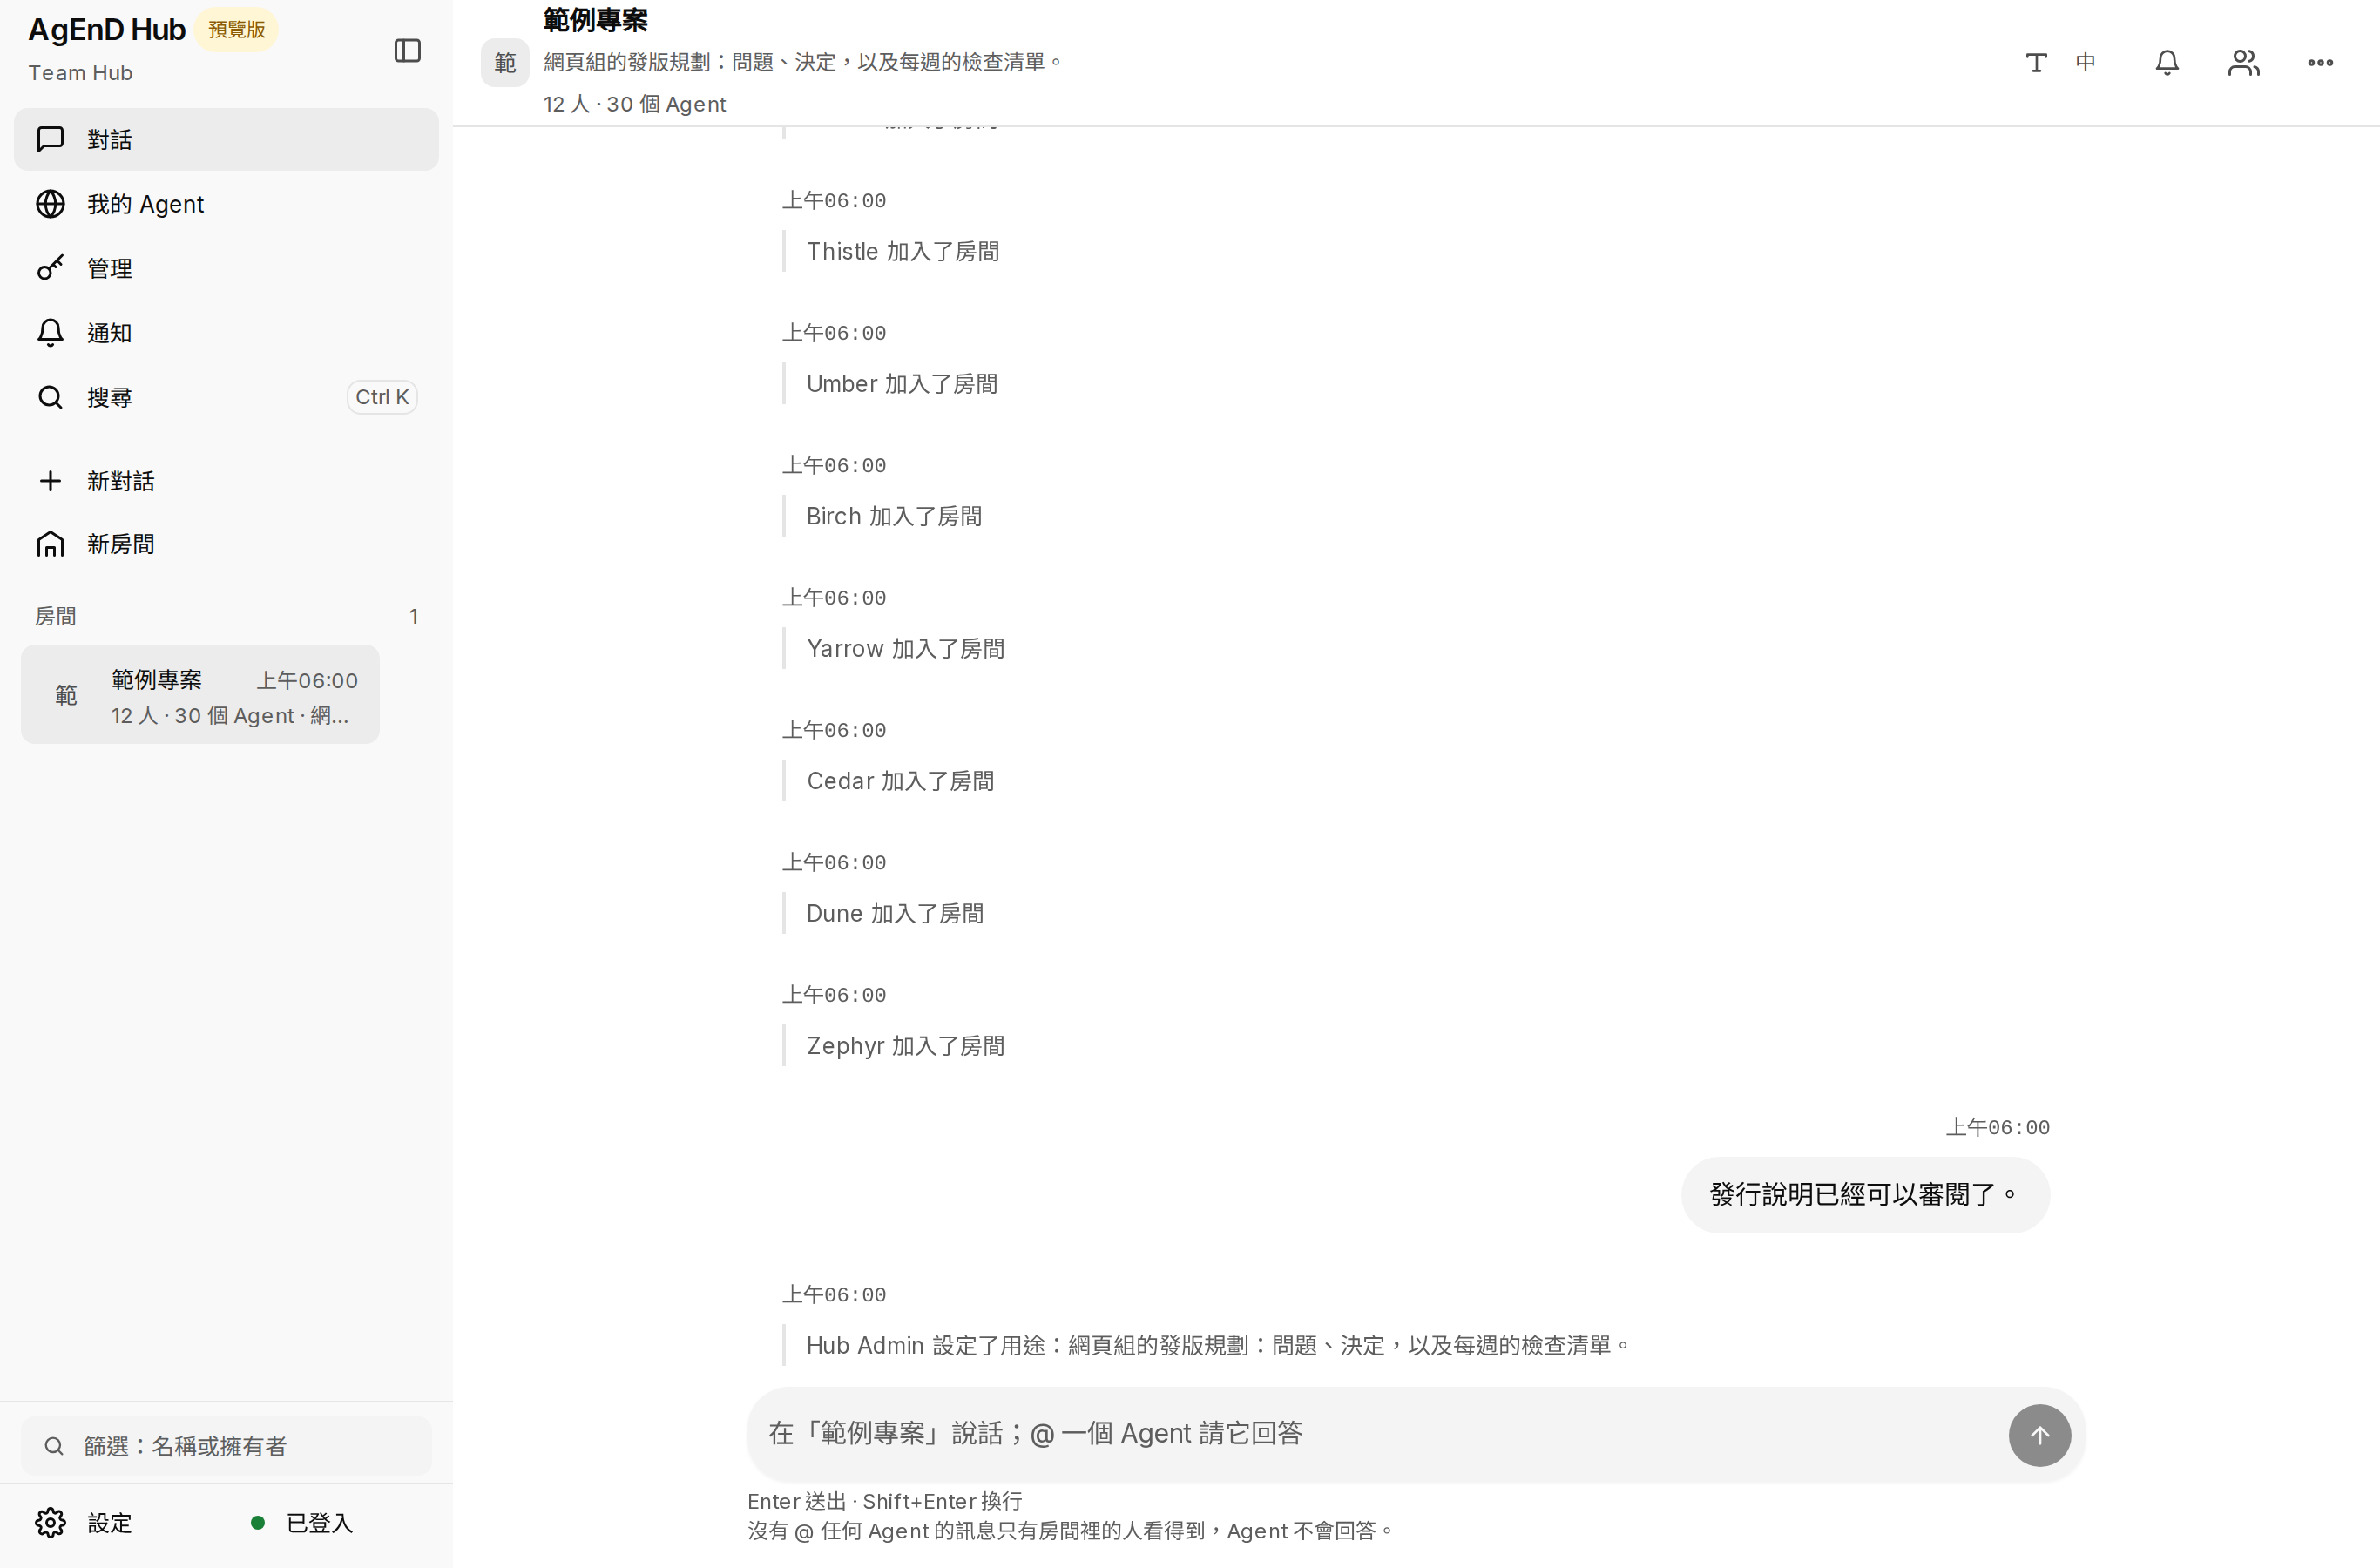 AgEnD Hub 預覽版
Team Hub
對話
我的 Agent
管理
通知
搜尋 Ctrl K
新對話
新房間
房間 1
範 範例專案 上午06:00
12 人 · 30 個 Agent · 網...
篩選：名稱或擁有者
設定 已登入
範例專案
範 網頁組的發版規劃：問題、決定，以及每週的檢查清單。
12 人 · 30 個 Agent
中
上午06:00
Thistle 加入了房間
上午06:00
Umber 加入了房間
上午06:00
Birch 加入了房間
上午06:00
Yarrow 加入了房間
上午06:00
Cedar 加入了房間
上午06:00
Dune 加入了房間
上午06:00
Zephyr 加入了房間
上午06:00
發行說明已經可以審閱了。
上午06:00
Hub Admin 設定了用途：網頁組的發版規劃：問題、決定，以及每週的檢查清單。
在「範例專案」說話；@ 一個 Agent 請它回答
Enter 送出 · Shift+Enter 換行
沒有 @ 任何 Agent 的訊息只有房間裡的人看得到，Agent 不會回答。